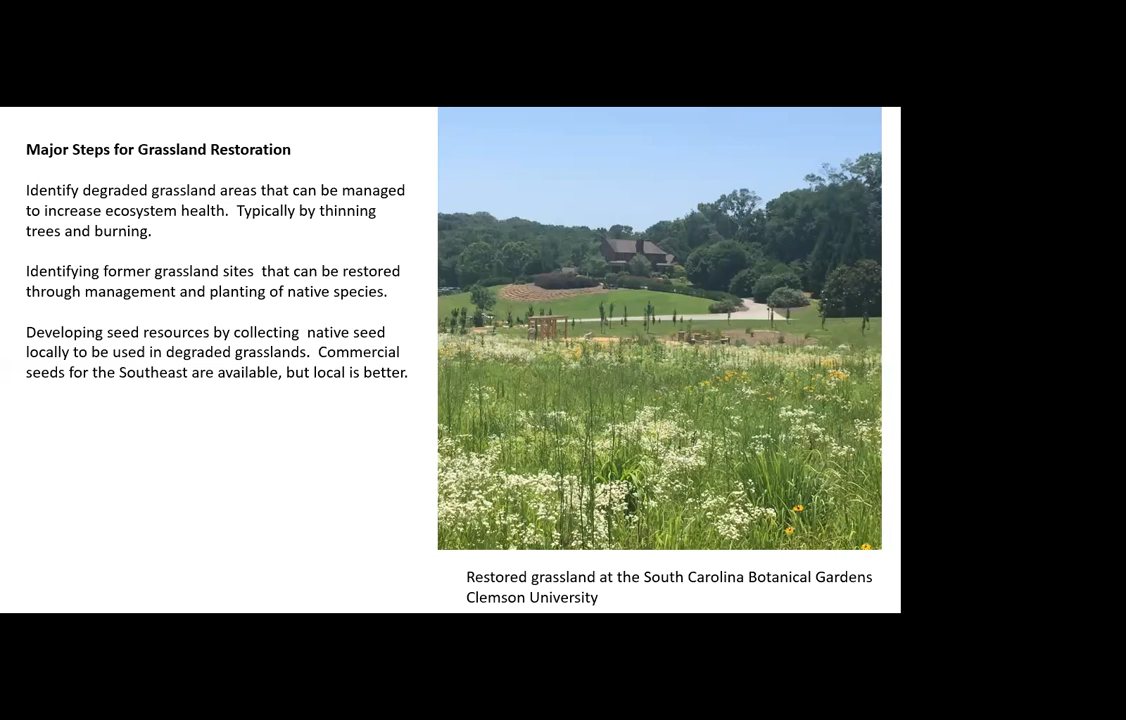 Major Steps for Grassland Restoration
Identify degraded grassland areas that can be managed
to increase ecosystem health.  Typically by thinning
trees and burning.
Identifying former grassland sites  that can be restored
through management and planting of native species.
Developing seed resources by collecting  native seed
locally to be used in degraded grasslands.  Commercial
seeds for the Southeast are available, but local is better.
Restored grassland at the South Carolina Botanical Gardens
Clemson University